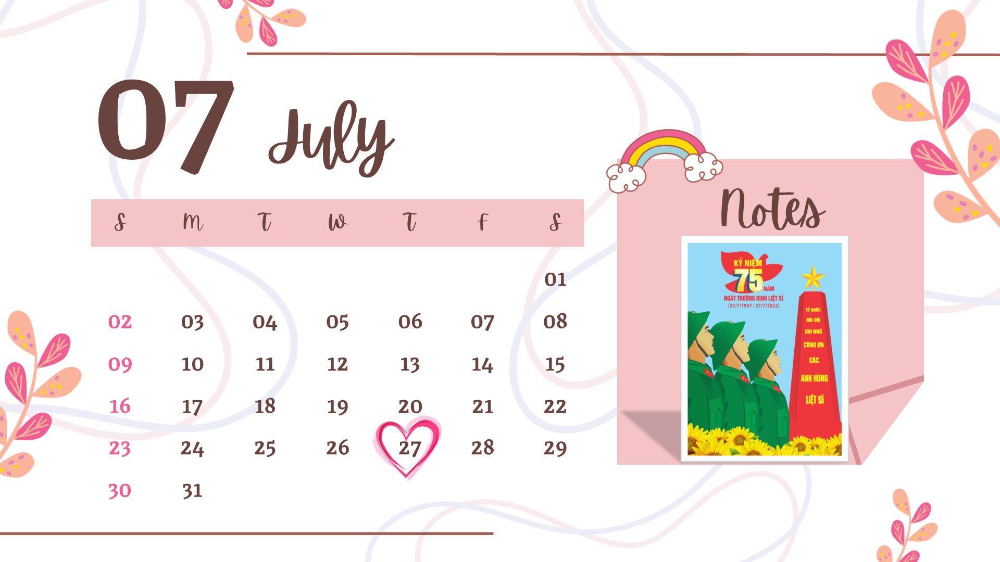 07 July
S M T W T F S
01
02 03 04 05 06 07 08
09 10 11 12 13 14 15
16 17 18 19 20 21 22
23 24 25 26 27 28 29
30 31
Notes
KỶ NIỆM
75 NĂM
NGÀY THƯƠNG BINH LIỆT SĨ
(27/7/1947 - 27/7/2022)
TỔ QUỐC
ĐỜI ĐỜI
GHI NHỚ
CÔNG ƠN
CÁC
ANH HÙNG
LIỆT SĨ